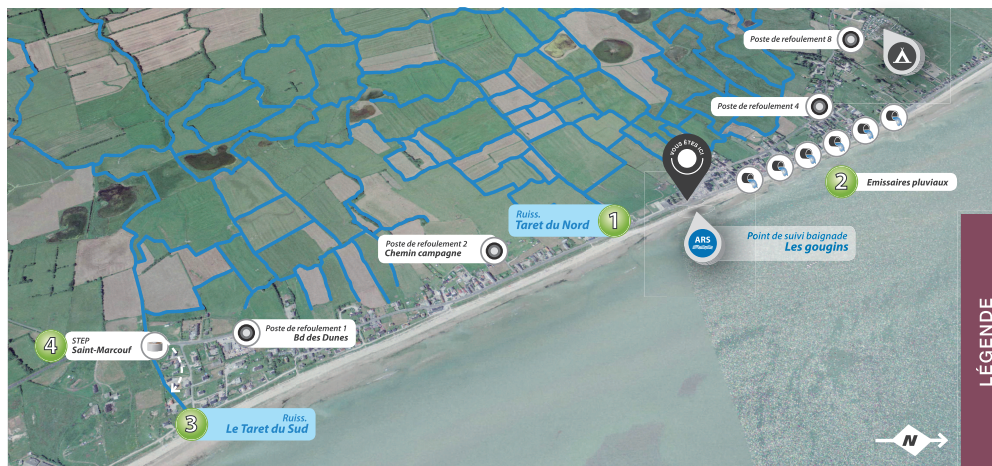 Poste de refoulement 8
Poste de refoulement 4
VOUS ÊTES ICI
2
Emissaires pluviaux
Ruiss.
Taret du Nord
1
ARS
Point de suivi baignade
Les gougins
Poste de refoulement 2
Chemin campagne
Poste de refoulement 1
Bd des Dunes
4
STEP
Saint-Marcouf
3
Ruiss.
Le Taret du Sud
LÉGENDE
N